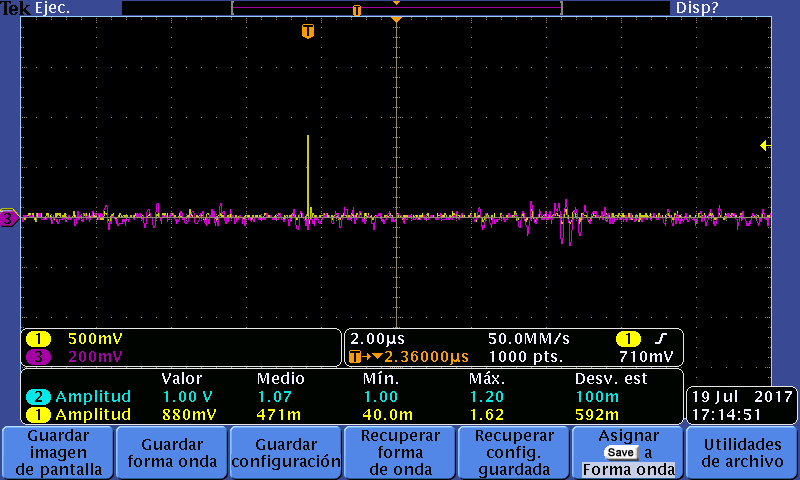 Tek Ejec. T Disp?
T
3
1 500mV
3 200mV
2.00µs 50.0MM/s 1
T→▼2.36000µs 1000 pts. 710mV
Valor Medio Mín. Máx. Desv. est
2 Amplitud 1.00 V 1.07 1.00 1.20 100m
1 Amplitud 880mV 471m 40.0m 1.62 592m
19 Jul 2017
17:14:51
Guardar
imagen
de pantalla
Guardar
forma onda
Guardar
configuración
Recuperar
forma
de onda
Recuperar
config.
guardada
Asignar
Save a
Forma onda
Utilidades
de archivo